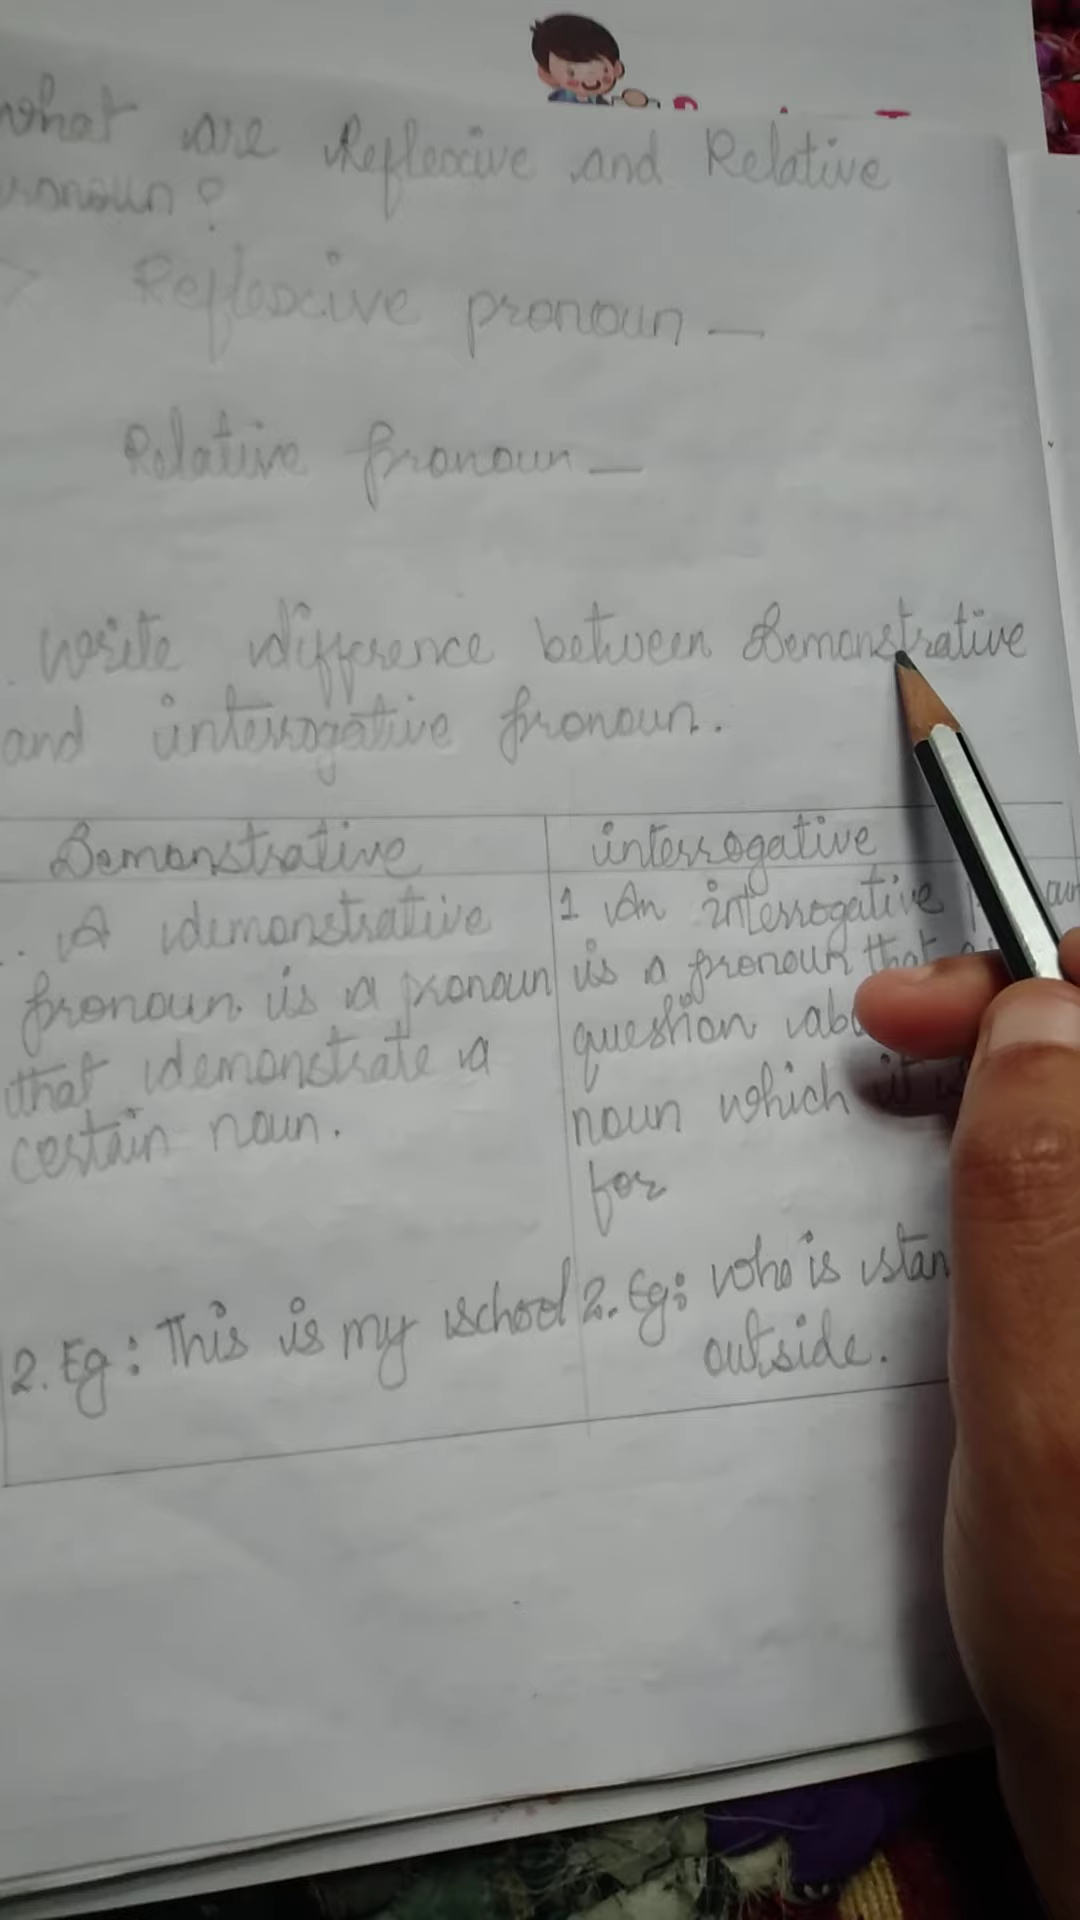 what are Reflexive and Relative
pronoun?
Reflexive pronoun —
Relative pronoun —
Write difference between Demonstrative
and interrogative pronoun.
Demonstrative
A demonstrative
pronoun is a pronoun
that demonstrate a
certain noun.
2. Eg: This is my school
interrogative
1 An interrogative
is a pronoun that
question
noun which it
for
2. Eg: who is
outside.